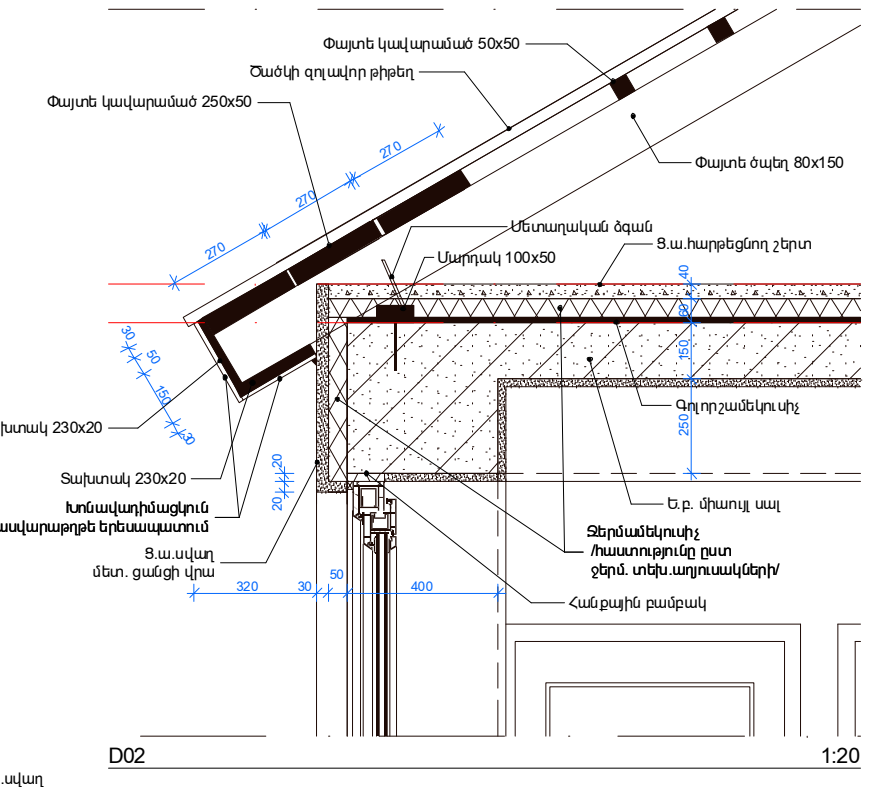 Փայտե կավարամած 50x50
Ծածկի գոլավոր թիթեղ
Փայտե կավարամած 250x50
270
270
270
Փայտե ծպեղ 80x150
Մետաղական ձգան
Ց.ա.հարթեցնող շերտ
Մարդակ 100x50
40
60
150
250
30
50
150
30
Գոլորշամեկուսիչ
խտակ 230x20
Տախտակ 230x20
20
20
Խոնավադիմացկուն
ասվարաթղթե երեսապատում
Ե.բ. միաույլ սալ
Ց.ա.սվաղ
մետ. ցանցի վրա
Ջերմամեկուսիչ
/հաստությունը ըստ
ջերմ. տեխ.աղյուսակների/
320
30
50
400
Հանքային բամբակ
D02
1:20
.սվաղ